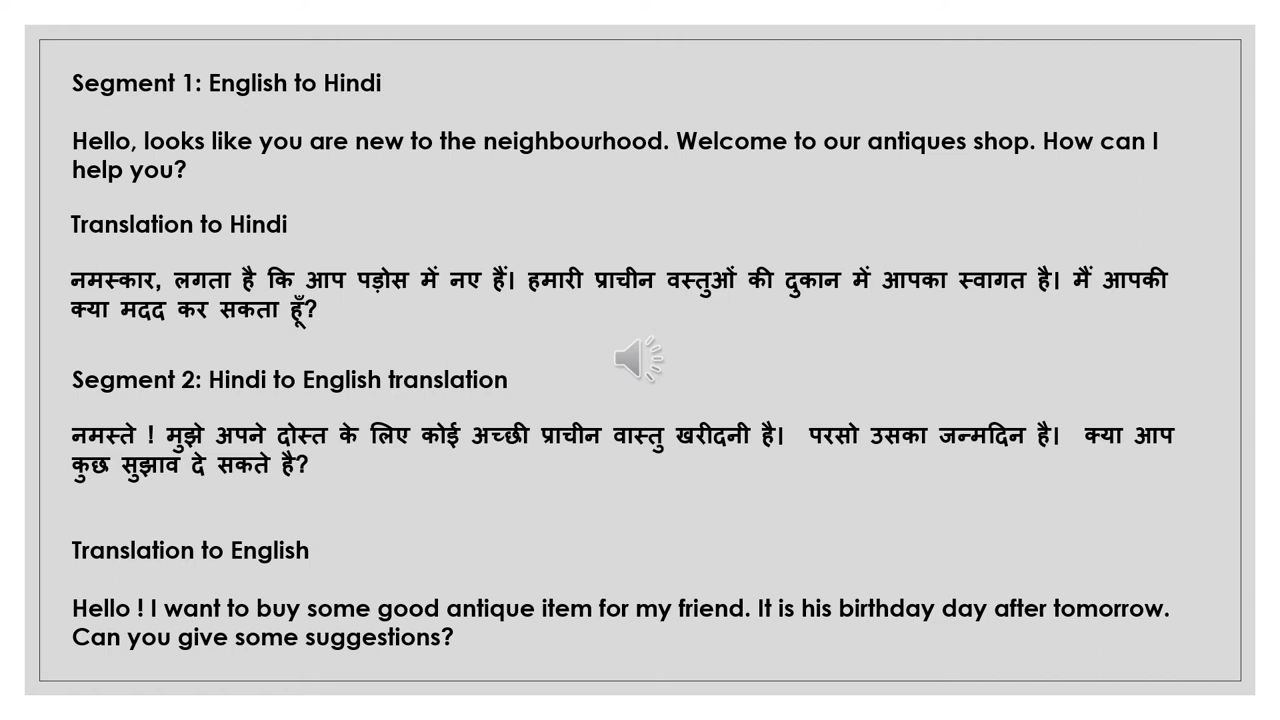 Segment 1: English to Hindi
Hello, looks like you are new to the neighbourhood. Welcome to our antiques shop. How can I
help you?
Translation to Hindi
नमस्कार, लगता है कि आप पड़ोस में नए हैं। हमारी प्राचीन वस्तुओं की दुकान में आपका स्वागत है। मैं आपकी
क्या मदद कर सकता हूँ?
Segment 2: Hindi to English translation
नमस्ते ! मुझे अपने दोस्त के लिए कोई अच्छी प्राचीन वास्तु खरीदनी है। परसो उसका जन्मदिन है। क्या आप
कुछ सुझाव दे सकते है?
Translation to English
Hello ! I want to buy some good antique item for my friend. It is his birthday day after tomorrow.
Can you give some suggestions?